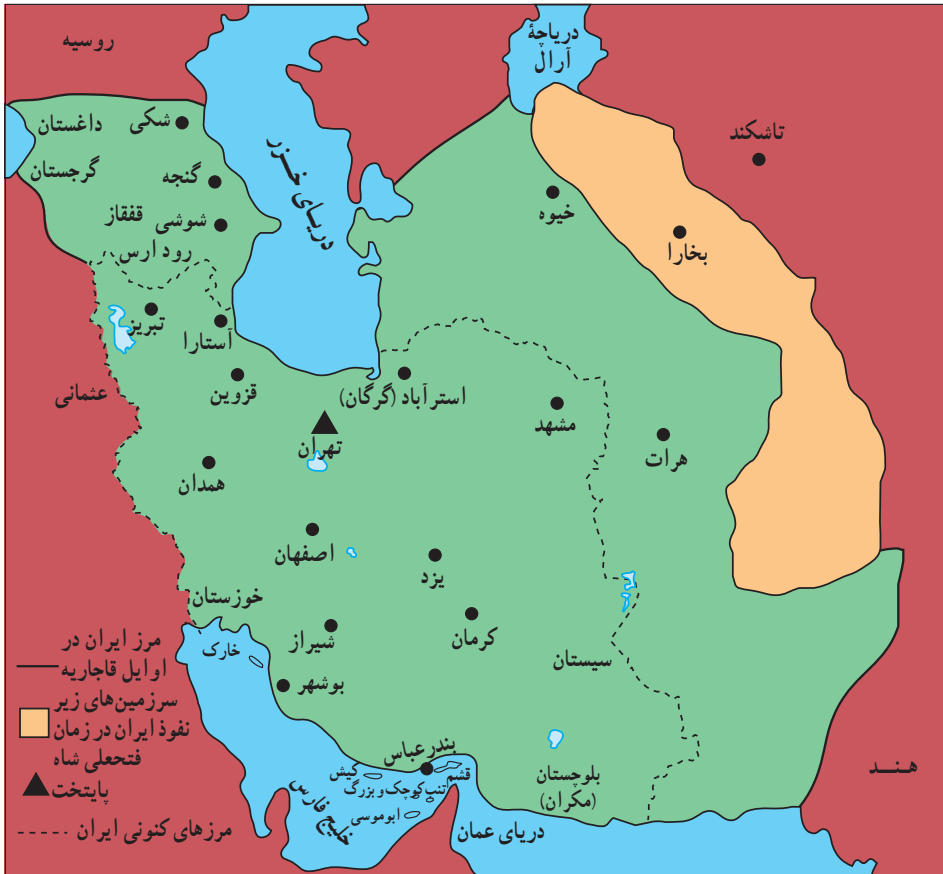 روسیه
دریاچهٔ
آرال
داغستان
شکی
گرجستان
گنجه
قفقاز
شوشی
رود ارس
دریای خزر
تاشکند
خیوه
بخارا
تبریز
آستارا
عثمانی
قزوین
استرآباد (گرگان)
مشهد
تهران
هرات
همدان
اصفهان
یزد
خوزستان
شیراز
کرمان
سیستان
خارک
بوشهر
بندرعباس
قشم
کیش
تنب‌کوچک و بزرگ
ابوموسی
خلیج فارس
دریای عمان
بلوچستان
(مکران)
هند
مرز ایران در
اوایل قاجاریه
سرزمین‌های زیر
نفوذ ایران در زمان
فتحعلی شاه
پایتخت
مرزهای کنونی ایران